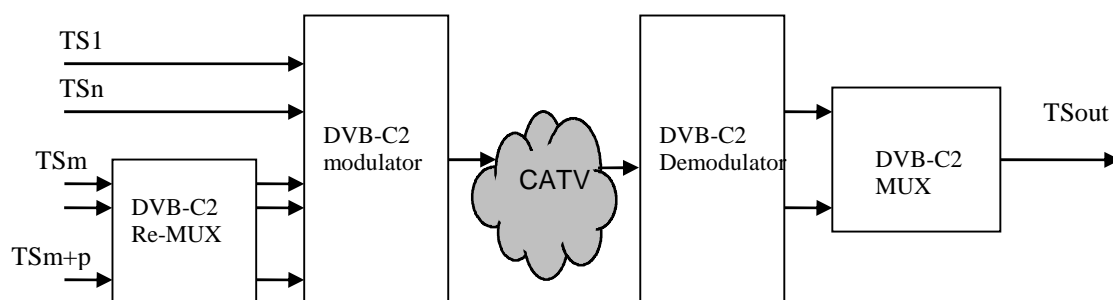 TS1
TSn
TSm
TSm+p
DVB-C2
Re-MUX
DVB-C2
modulator
CATV
DVB-C2
Demodulator
DVB-C2
MUX
TSout